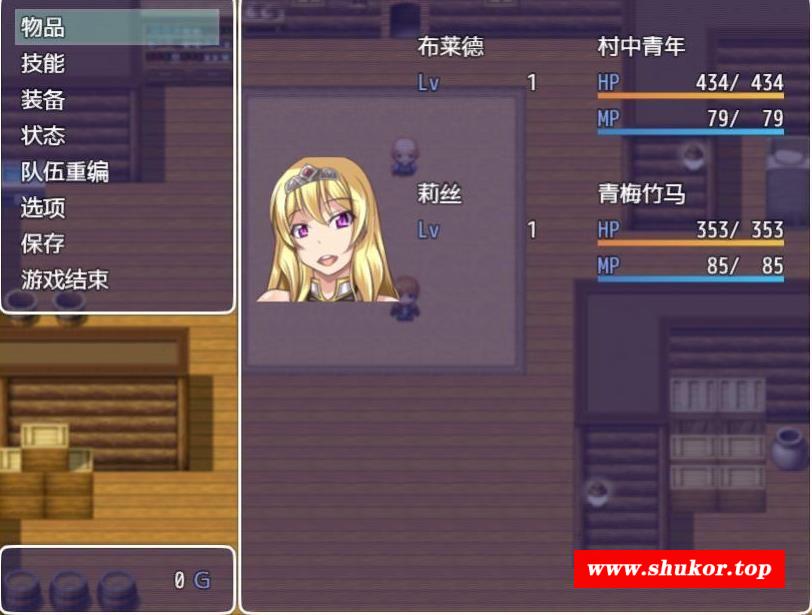 物品
技能
装备
状态
队伍重编
选项
保存
游戏结束
布莱德 村中青年
Lv 1 HP 434/ 434
MP 79/ 79
莉丝 青梅竹马
Lv 1 HP 353/ 353
MP 85/ 85
0 G
www.shukor.top